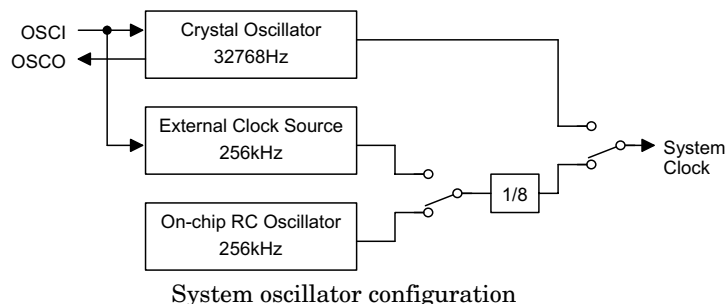 OSCI
OSCO
Crystal Oscillator
32768Hz
External Clock Source
256kHz
On-chip RC Oscillator
256kHz
1/8
System
Clock
System oscillator configuration